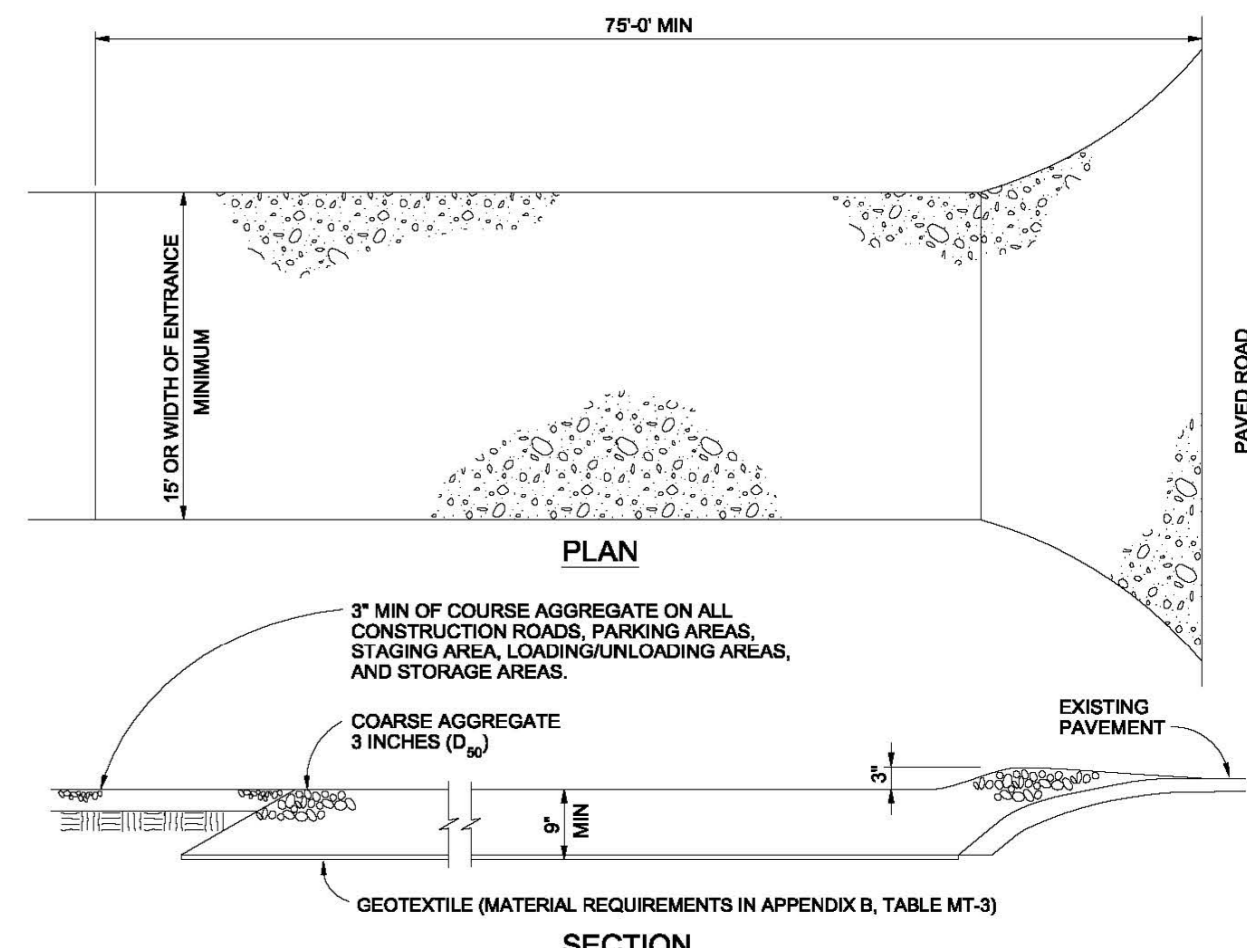 75'-0' MIN
15' OR WIDTH OF ENTRANCE
MINIMUM
PAVED ROAD
PLAN
3" MIN OF COURSE AGGREGATE ON ALL
CONSTRUCTION ROADS, PARKING AREAS,
STAGING AREA, LOADING/UNLOADING AREAS,
AND STORAGE AREAS.
COARSE AGGREGATE
3 INCHES (D50)
EXISTING
PAVEMENT
3"
9"
MIN
GEOTEXTILE (MATERIAL REQUIREMENTS IN APPENDIX B, TABLE MT-3)
SECTION